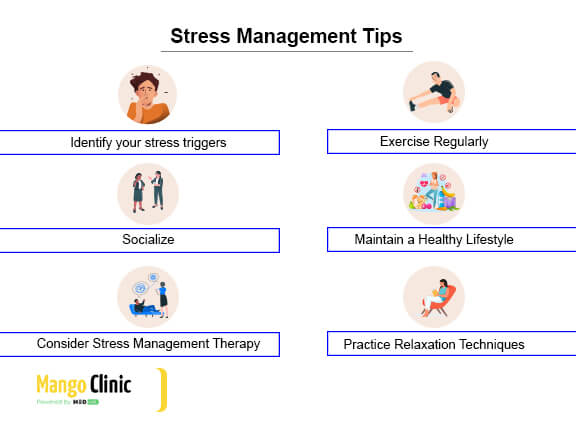 Stress Management Tips
Identify your stress triggers
Exercise Regularly
Socialize
Maintain a Healthy Lifestyle
Consider Stress Management Therapy
Practice Relaxation Techniques
Mango Clinic
Powered By